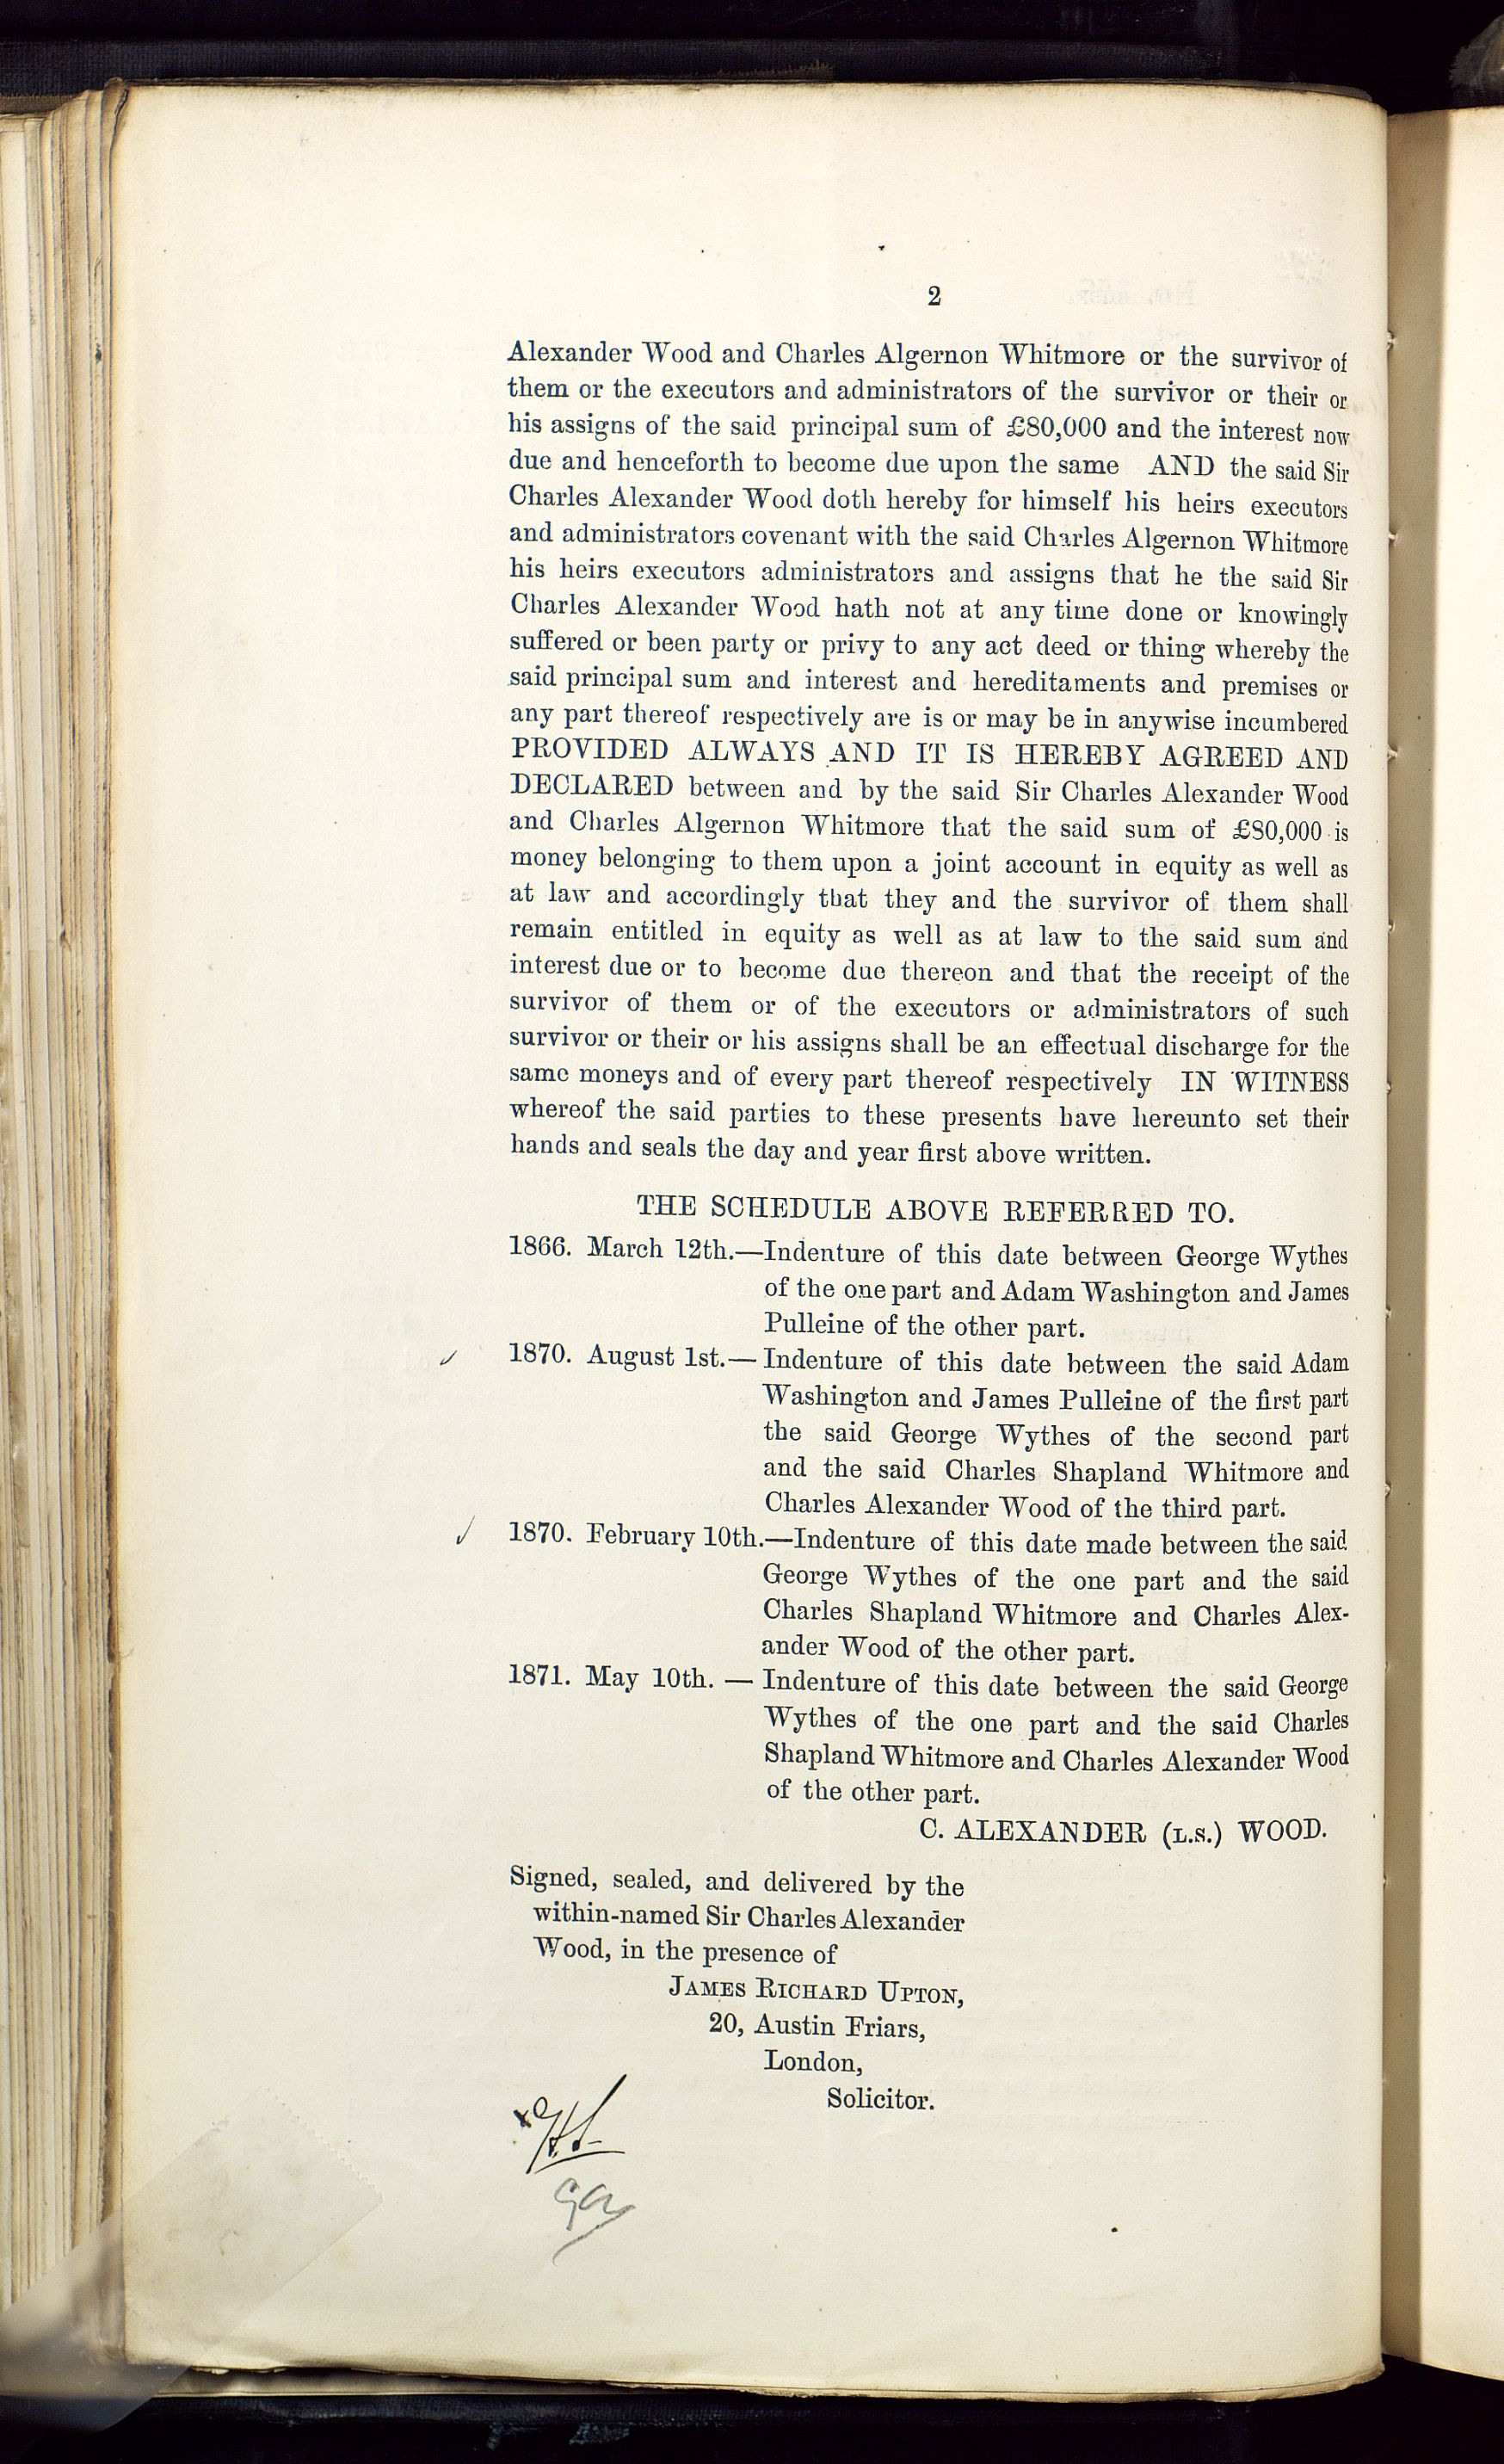 2
Alexander Wood and Charles Algernon Whitmore or the survivor of
them or the executors and administrators of the survivor or their or
his assigns of the said principal sum of £80,000 and the interest now
due and henceforth to become due upon the same AND the said Sir
Charles Alexander Wood doth hereby for himself his heirs executors
and administrators covenant with the said Charles Algernon Whitmore
his heirs executors administrators and assigns that he the said Sir
Charles Alexander Wood hath not at any time done or knowingly
suffered or been party or privy to any act deed or thing whereby the
said principal sum and interest and hereditaments and premises or
any part thereof respectively are is or may be in anywise incumbered
PROVIDED ALWAYS AND IT IS HEREBY AGREED AND
DECLARED between and by the said Sir Charles Alexander Wood
and Charles Algernon Whitmore that the said sum of £80,000 is
money belonging to them upon a joint account in equity as well as
at law and accordingly that they and the survivor of them shall
remain entitled in equity as well as at law to the said sum and
interest due or to become due thereon and that the receipt of the
survivor of them or of the executors or administrators of such
survivor or their or his assigns shall be an effectual discharge for the
same moneys and of every part thereof respectively IN WITNESS
whereof the said parties to these presents have hereunto set their
hands and seals the day and year first above written.
THE SCHEDULE ABOVE REFERRED TO.
1866. March 12th.—Indenture of this date between George Wythes
of the one part and Adam Washington and James
Pulleine of the other part.
1870. August 1st.—Indenture of this date between the said Adam
Washington and James Pulleine of the first part
the said George Wythes of the second part
and the said Charles Shapland Whitmore and
Charles Alexander Wood of the third part.
1870. February 10th.—Indenture of this date made between the said
George Wythes of the one part and the said
Charles Shapland Whitmore and Charles Alex-
ander Wood of the other part.
1871. May 10th. — Indenture of this date between the said George
Wythes of the one part and the said Charles
Shapland Whitmore and Charles Alexander Wood
of the other part.
C. ALEXANDER (L.S.) WOOD.
Signed, sealed, and delivered by the
within-named Sir Charles Alexander
Wood, in the presence of
JAMES RICHARD UPTON,
20, Austin Friars,
London,
Solicitor.